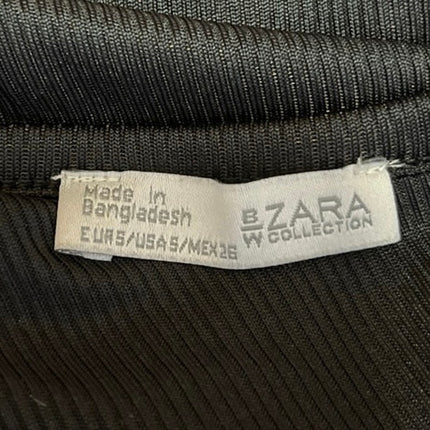 Made in
Bangladesh
EUR S/USA S/MEX 26
B/W ZARA
COLLECTION